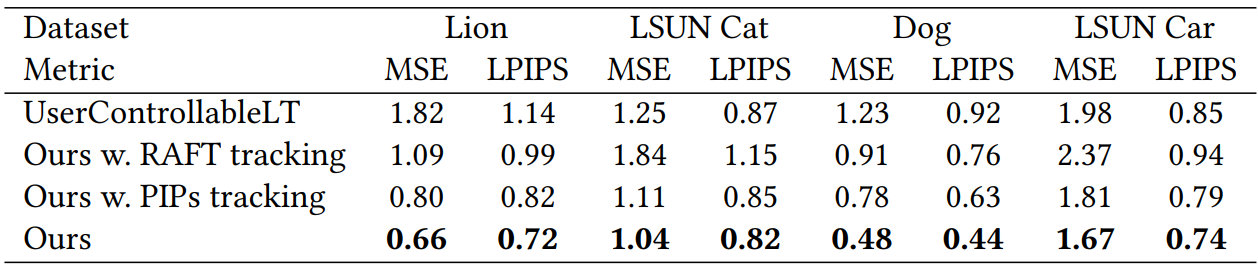 Dataset Lion LSUN Cat Dog LSUN Car
Metric MSE LPIPS MSE LPIPS MSE LPIPS MSE LPIPS
UserControllableLT 1.82 1.14 1.25 0.87 1.23 0.92 1.98 0.85
Ours w. RAFT tracking 1.09 0.99 1.84 1.15 0.91 0.76 2.37 0.94
Ours w. PIPs tracking 0.80 0.82 1.11 0.85 0.78 0.63 1.81 0.79
Ours 0.66 0.72 1.04 0.82 0.48 0.44 1.67 0.74